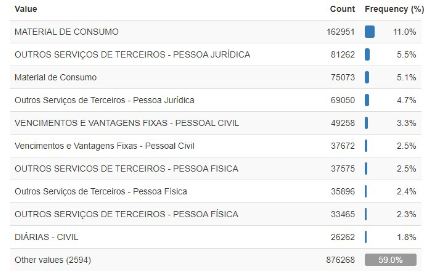 Value Count Frequency (%)
MATERIAL DE CONSUMO 162951 11.0%
OUTROS SERVIÇOS DE TERCEIROS - PESSOA JURÍDICA 81262 5.5%
Material de Consumo 75073 5.1%
Outros Serviços de Terceiros - Pessoa Jurídica 69050 4.7%
VENCIMENTOS E VANTAGENS FIXAS - PESSOAL CIVIL 49258 3.3%
Vencimentos e Vantagens Fixas - Pessoal Civil 37672 2.5%
OUTROS SERVICOS DE TERCEIROS - PESSOA FISICA 37575 2.5%
Outros Serviços de Terceiros - Pessoa Física 35896 2.4%
OUTROS SERVIÇOS DE TERCEIROS - PESSOA FÍSICA 33465 2.3%
DIÁRIAS - CIVIL 26262 1.8%
Other values (2594) 876268 59.0%